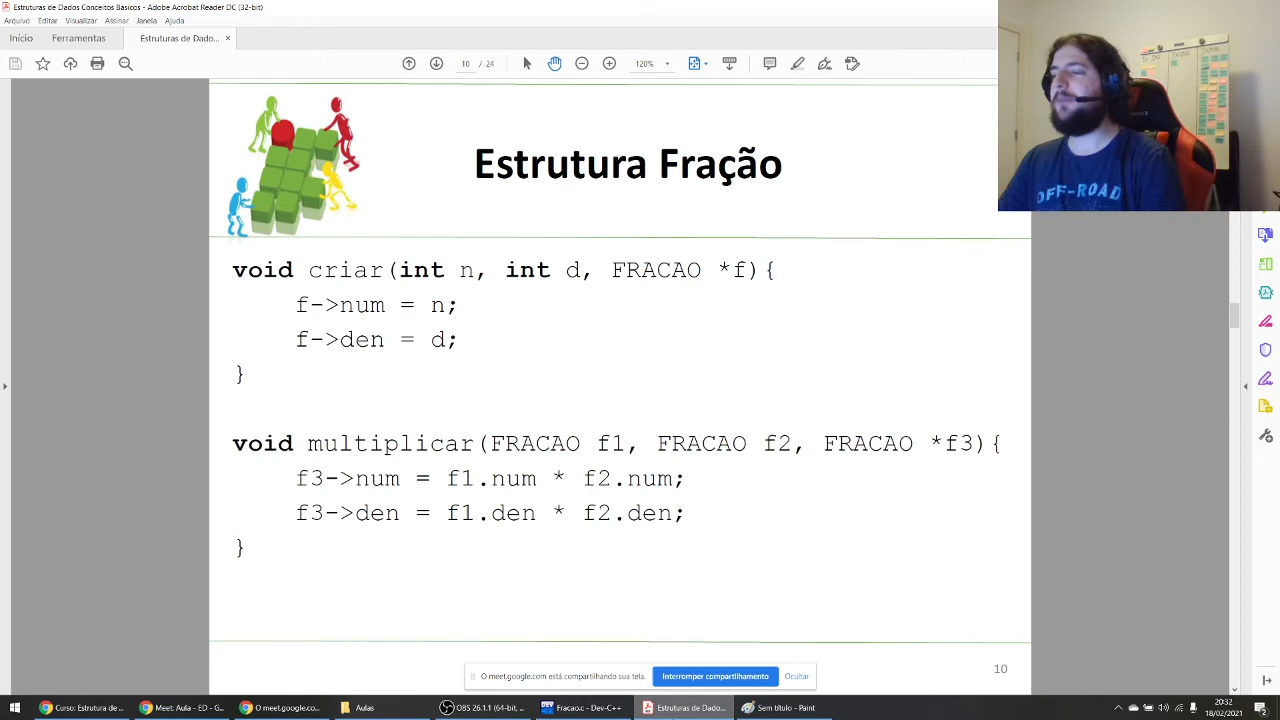 Estruturas de Dados Conceitos Básicos - Adobe Acrobat Reader DC (32-bit)
Arquivo Editar Visualizar Assinar Janela Ajuda
Início Ferramentas Estruturas de Dado... ×
10 / 24 120%
Estrutura Fração
void criar(int n, int d, FRACAO *f){
f->num = n;
f->den = d;
}
void multiplicar(FRACAO f1, FRACAO f2, FRACAO *f3){
f3->num = f1.num * f2.num;
f3->den = f1.den * f2.den;
}
10
O meet.google.com está compartilhando sua tela. Interromper compartilhamento Ocultar
OFF-ROAD
DONE
Curso: Estrutura de ... Meet: Aula - ED - G... O meet.google.co... Aulas OBS 26.1.1 (64-bit, ... Fracao.c - Dev-C++ Estruturas de Dado... Sem título - Paint
20:32
18/02/2021